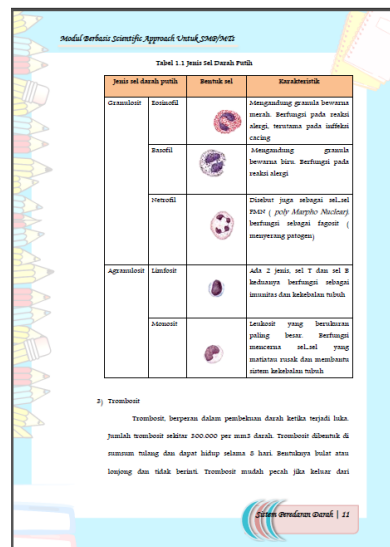 Modul Berbasis Scientific Approach Untuk SMP/MTs
Tabel 1.1 Jenis Sel Darah Putih
Jenis sel darah putih Bentuk sel Karakteristik
Granulosit Eosinofil Mengandung granula bewarna
merah. Berfungsi pada reaksi
alergi, terutama pada infeksi
cacing
Basofil Mengandung granula
bewarna biru. Berfungsi pada
reaksi alergi
Netrofil Disebut juga sebagai sel-sel
PMN ( poly Marpho Nuclear).
berfungsi sebagai fagosit (
menyerang patogen)
Agranulosit Limfosit Ada 2 jenis, sel T dan sel B
keduanya berfungsi sebagai
imunitas dan kekebalan tubuh
Monosit Leukosit yang berukuran
paling besar. Berfungsi
mencerna sel-sel yang
matiatau rusak dan membantu
sistem kekebalan tubuh
3) Trombosit
Trombosit, berperan dalam pembekuan darah ketika terjadi luka.
Jumlah trombosit sekitar 300.000 per mm3 darah. Trombosit dibentuk di
sumsum tulang dan dapat hidup selama 8 hari. Bentuknya bulat atau
lonjong dan tidak berinti. Trombosit mudah pecah jika keluar dari
Sistem Peredaran Darah | 11